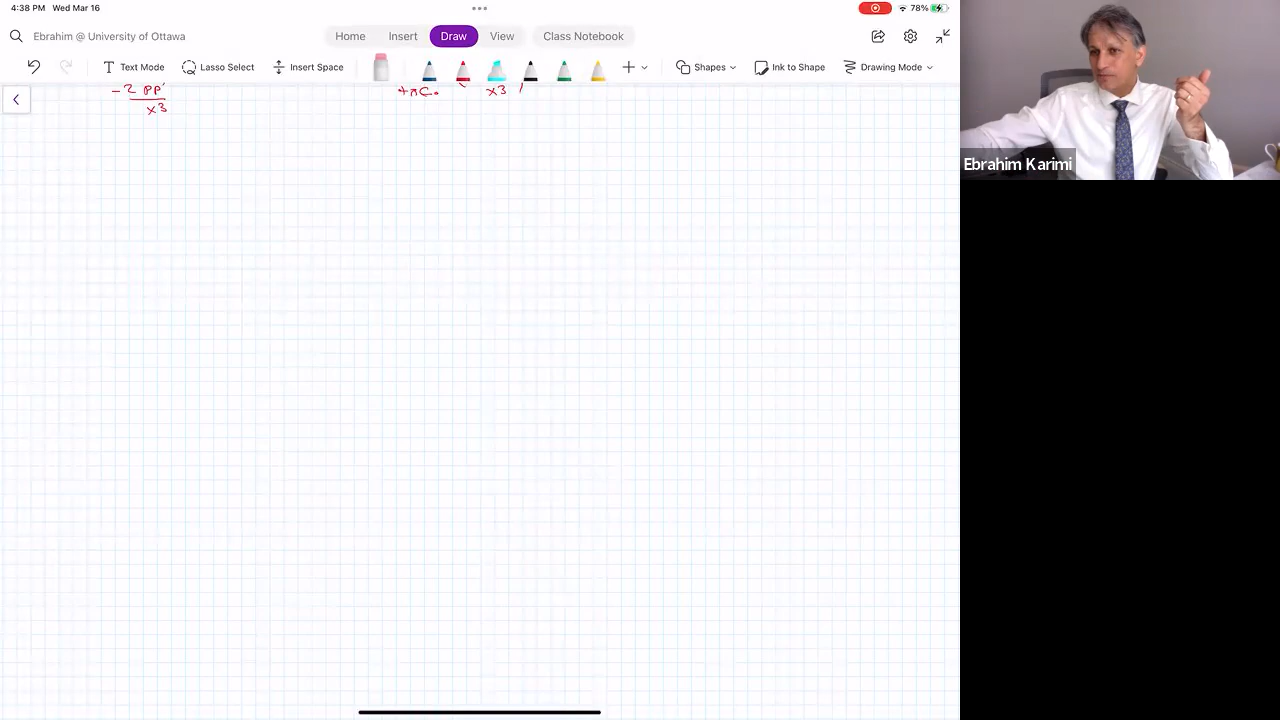 4:38 PM Wed Mar 16
78%
Ebrahim @ University of Ottawa
Home Insert Draw View Class Notebook
Text Mode Lasso Select Insert Space Shapes Ink to Shape Drawing Mode
-2 PP'
x3
+πC.
x3
Ebrahim Karimi